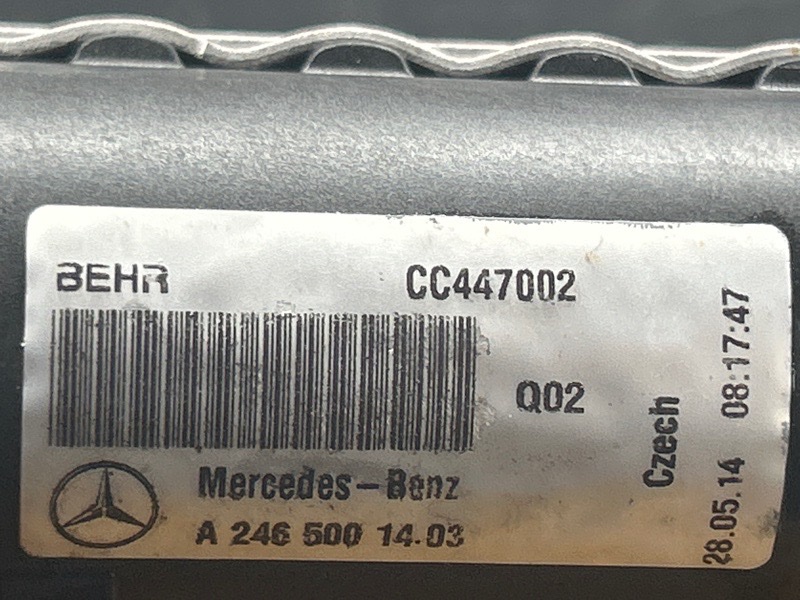 BEHR
CC447002
Q02
Mercedes-Benz
A 246 500 14 03
Czech
28.05.14 08:17:47